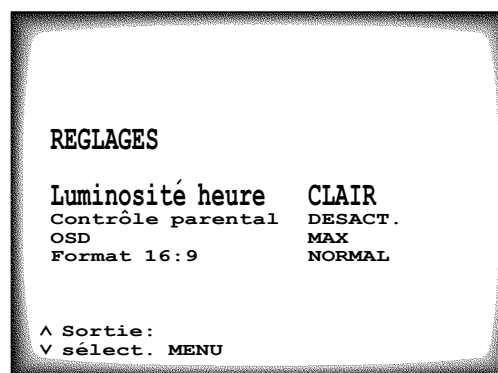 REGLAGES
Luminosité heure CLAIR
Contrôle parental DESACT.
OSD MAX
Format 16:9 NORMAL
∧ Sortie:
∨ sélect. MENU